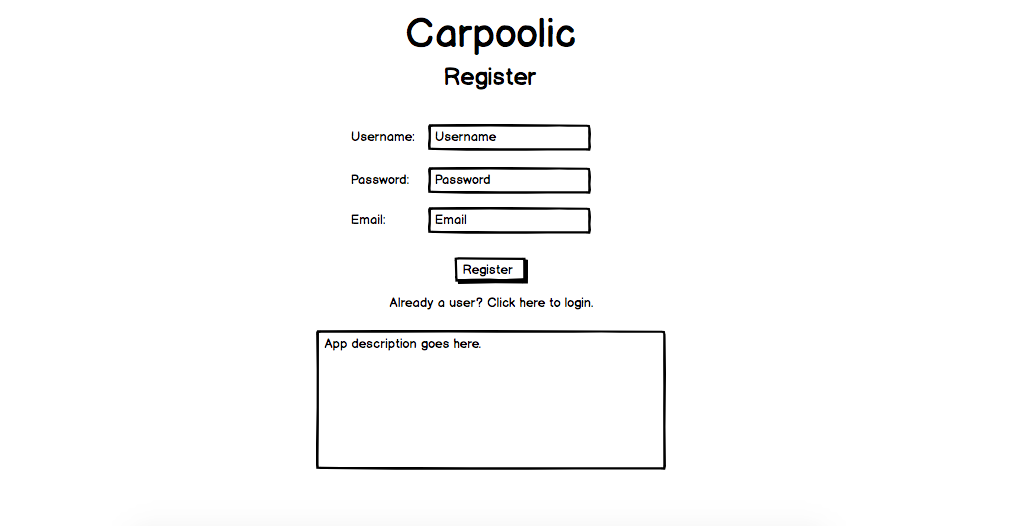 Carpoolic
Register
Username: Username
Password: Password
Email: Email
Register
Already a user? Click here to login.
App description goes here.